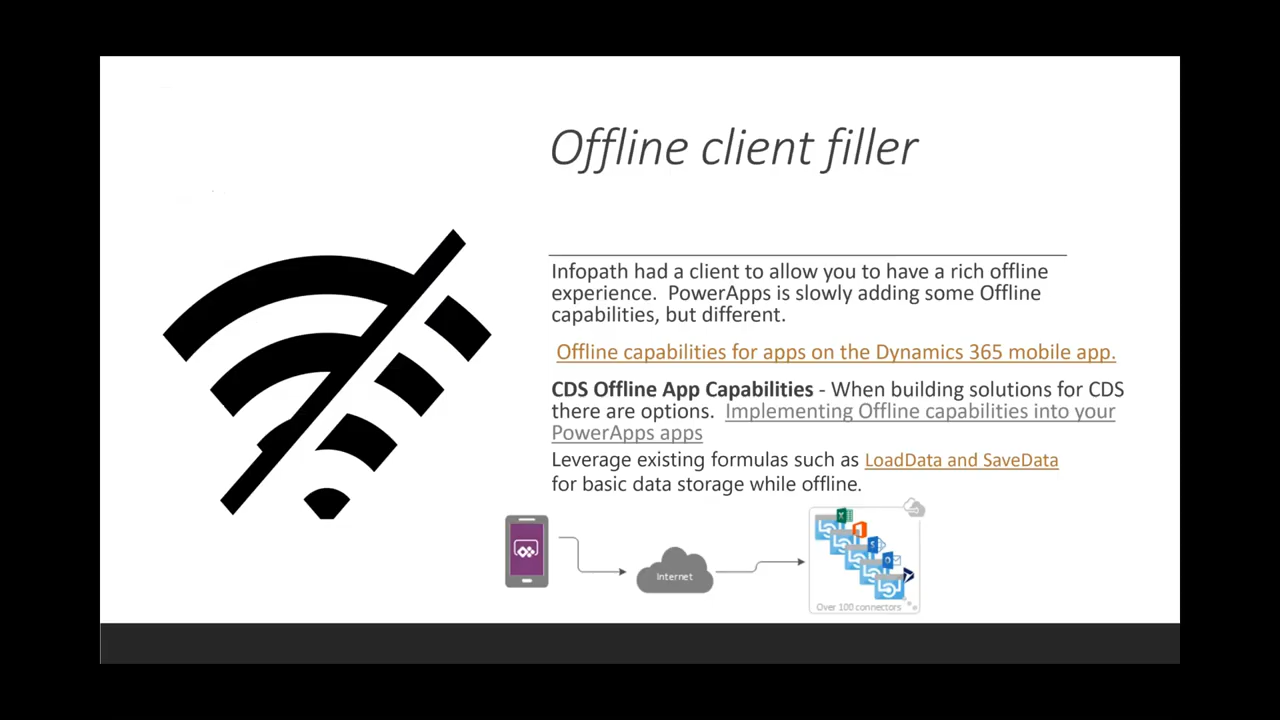 Offline client filler
Infopath had a client to allow you to have a rich offline
experience.  PowerApps is slowly adding some Offline
capabilities, but different.
Offline capabilities for apps on the Dynamics 365 mobile app.
CDS Offline App Capabilities - When building solutions for CDS
there are options.  Implementing Offline capabilities into your
PowerApps apps
Leverage existing formulas such as LoadData and SaveData
for basic data storage while offline.
Internet
Over 100 connectors